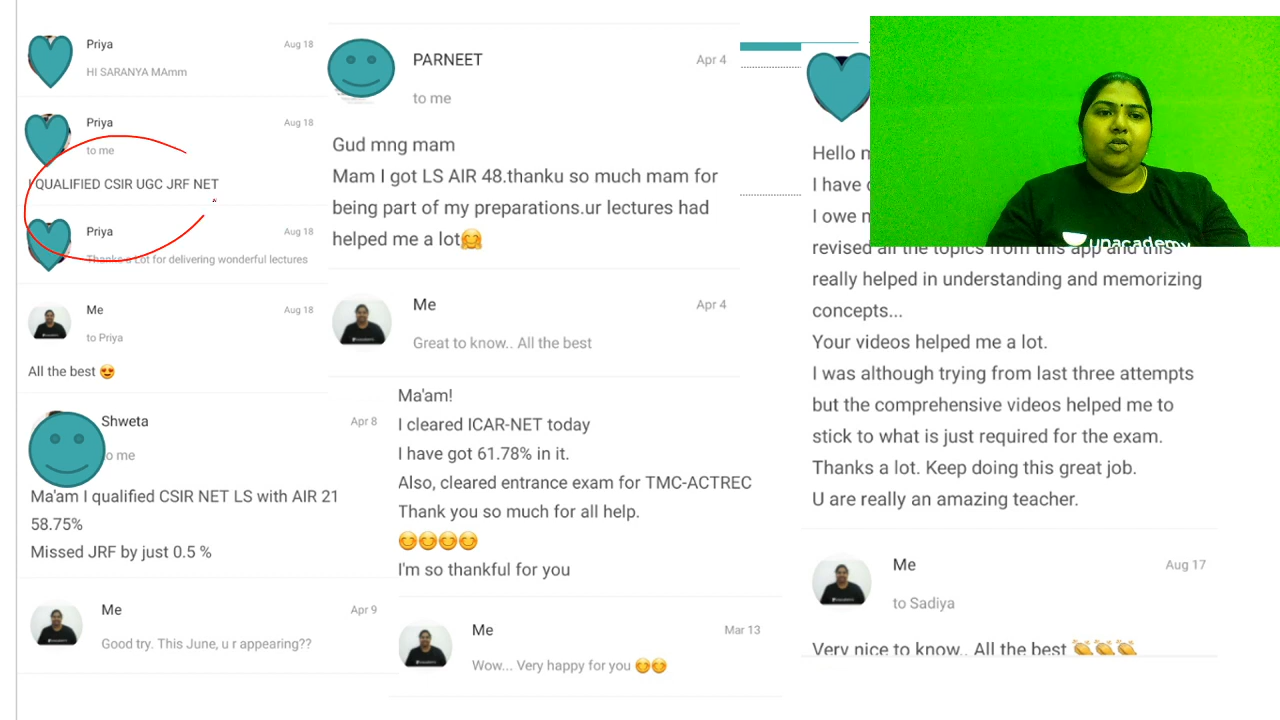 Priya
Aug 18
HI SARANYA MAmm
Priya
Aug 18
to me
I QUALIFIED CSIR UGC JRF NET
Priya
Aug 18
Thanks a Lot for delivering wonderful lectures
Me
Aug 18
to Priya
All the best 😍
Shweta
Apr 8
o me
Ma'am I qualified CSIR NET LS with AIR 21
58.75%
Missed JRF by just 0.5 %
Me
Apr 9
Good try. This June, u r appearing??
PARNEET
Apr 4
to me
Gud mng mam
Mam I got LS AIR 48.thanku so much mam for
being part of my preparations.ur lectures had
helped me a lot🤗
Me
Apr 4
Great to know.. All the best
Ma'am!
I cleared ICAR-NET today
I have got 61.78% in it.
Also, cleared entrance exam for TMC-ACTREC
Thank you so much for all help.
😊😊😊😊
I'm so thankful for you
Me
Mar 13
Wow... Very happy for you 😊😊
Hello
I have
I owe
revised all the topics from this app and this
really helped in understanding and memorizing
concepts...
Your videos helped me a lot.
I was although trying from last three attempts
but the comprehensive videos helped me to
stick to what is just required for the exam.
Thanks a lot. Keep doing this great job.
U are really an amazing teacher.
Me
Aug 17
to Sadiya
Very nice to know.. All the best 👏👏👏
unacademy